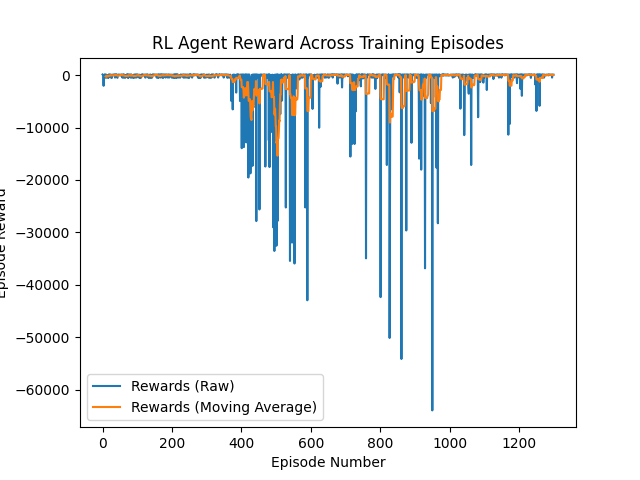 RL Agent Reward Across Training Episodes
0
−10000
−20000
−30000
−40000
−50000
−60000
Episode Reward
Rewards (Raw)
Rewards (Moving Average)
0
200
400
600
800
1000
1200
Episode Number